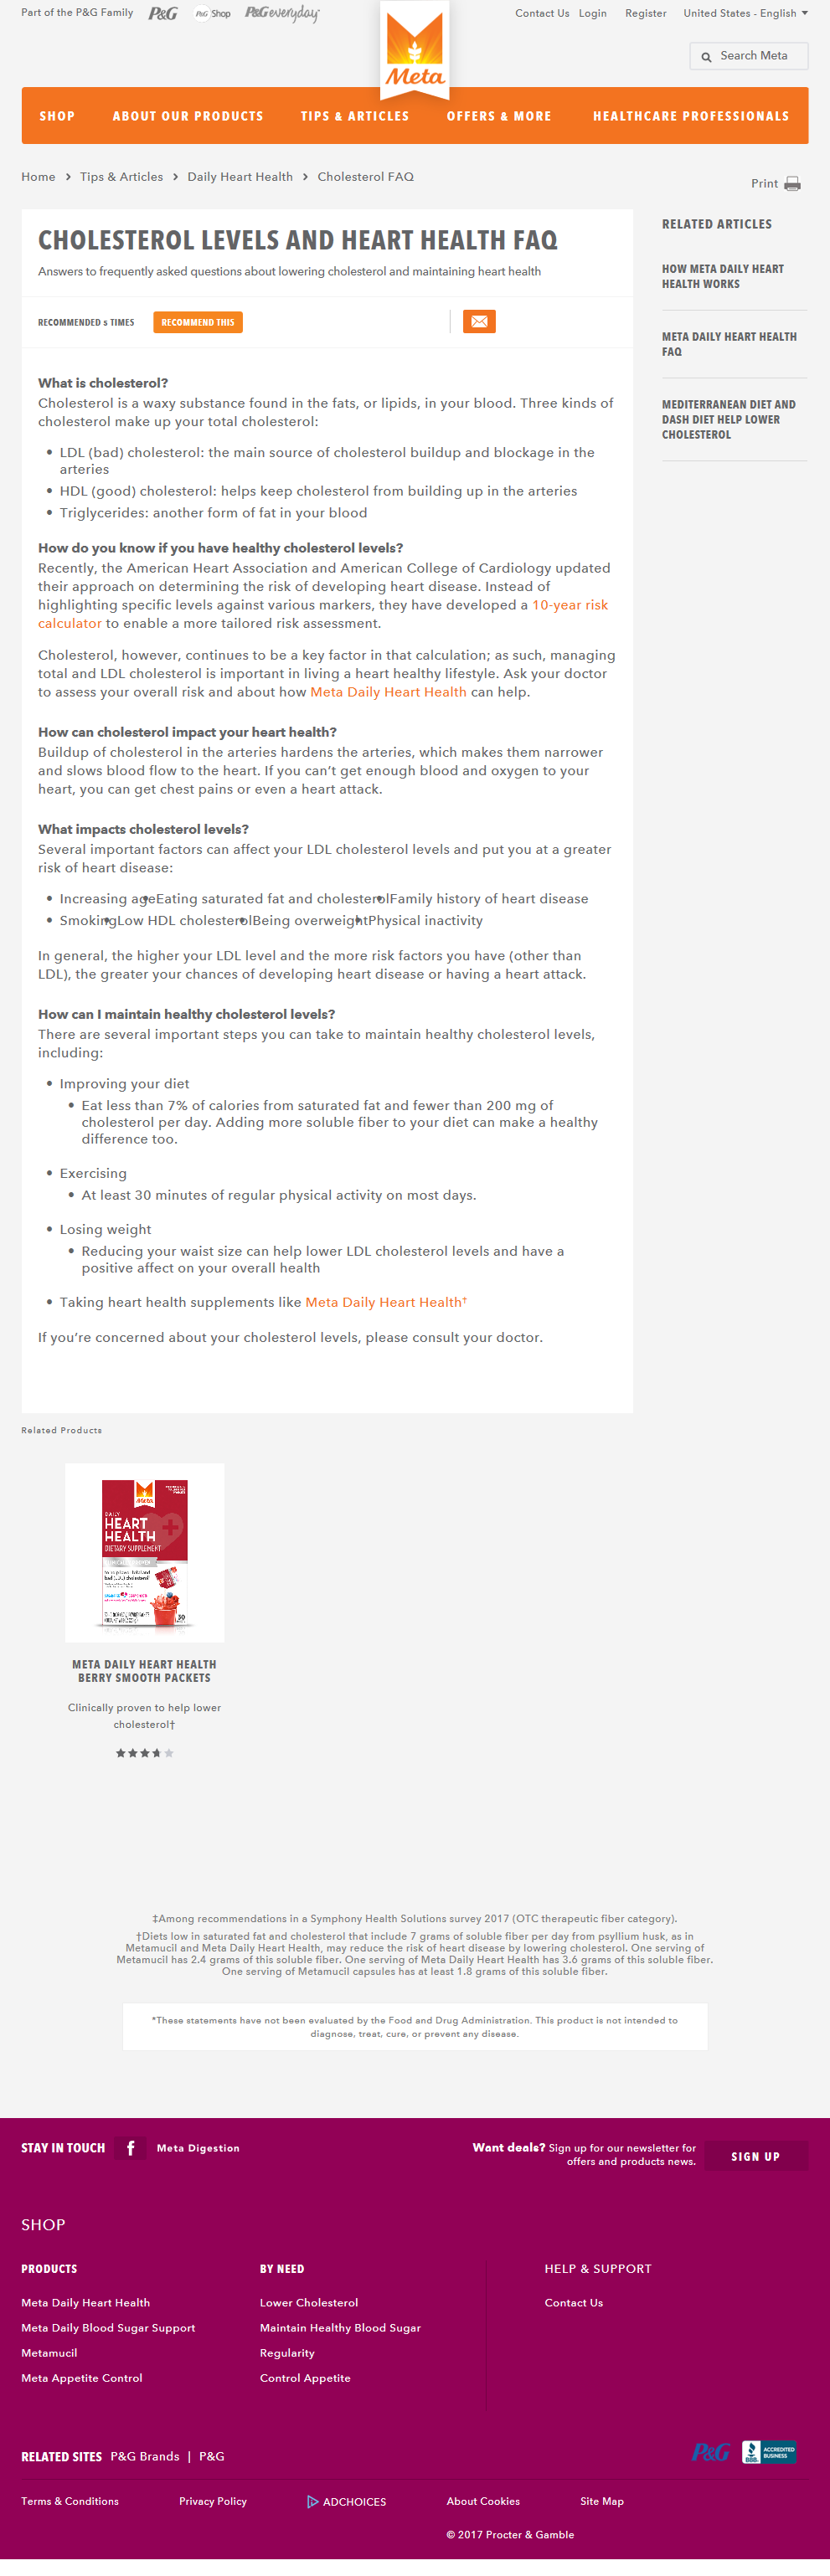 Part of the P&G Family P&G P&G Shop P&G everyday
Contact Us Login Register United States - English
Meta
Search Meta
SHOP ABOUT OUR PRODUCTS TIPS & ARTICLES OFFERS & MORE HEALTHCARE PROFESSIONALS
Home > Tips & Articles > Daily Heart Health > Cholesterol FAQ
Print
CHOLESTEROL LEVELS AND HEART HEALTH FAQ
Answers to frequently asked questions about lowering cholesterol and maintaining heart health
RECOMMENDED 5 TIMES RECOMMEND THIS
What is cholesterol?
Cholesterol is a waxy substance found in the fats, or lipids, in your blood. Three kinds of
cholesterol make up your total cholesterol:
• LDL (bad) cholesterol: the main source of cholesterol buildup and blockage in the
arteries
• HDL (good) cholesterol: helps keep cholesterol from building up in the arteries
• Triglycerides: another form of fat in your blood
How do you know if you have healthy cholesterol levels?
Recently, the American Heart Association and American College of Cardiology updated
their approach on determining the risk of developing heart disease. Instead of
highlighting specific levels against various markers, they have developed a 10-year risk
calculator to enable a more tailored risk assessment.
Cholesterol, however, continues to be a key factor in that calculation; as such, managing
total and LDL cholesterol is important in living a heart healthy lifestyle. Ask your doctor
to assess your overall risk and about how Meta Daily Heart Health can help.
How can cholesterol impact your heart health?
Buildup of cholesterol in the arteries hardens the arteries, which makes them narrower
and slows blood flow to the heart. If you can't get enough blood and oxygen to your
heart, you can get chest pains or even a heart attack.
What impacts cholesterol levels?
Several important factors can affect your LDL cholesterol levels and put you at a greater
risk of heart disease:
• Increasing age•Eating saturated fat and cholesterol•Family history of heart disease
• Smoking•Low HDL cholesterol•Being overweight•Physical inactivity
In general, the higher your LDL level and the more risk factors you have (other than
LDL), the greater your chances of developing heart disease or having a heart attack.
How can I maintain healthy cholesterol levels?
There are several important steps you can take to maintain healthy cholesterol levels,
including:
• Improving your diet
• Eat less than 7% of calories from saturated fat and fewer than 200 mg of
cholesterol per day. Adding more soluble fiber to your diet can make a healthy
difference too.
• Exercising
• At least 30 minutes of regular physical activity on most days.
• Losing weight
• Reducing your waist size can help lower LDL cholesterol levels and have a
positive affect on your overall health
• Taking heart health supplements like Meta Daily Heart Health†
If you're concerned about your cholesterol levels, please consult your doctor.
RELATED ARTICLES
HOW META DAILY HEART
HEALTH WORKS
META DAILY HEART HEALTH
FAQ
MEDITERRANEAN DIET AND
DASH DIET HELP LOWER
CHOLESTEROL
Related Products
Meta
DAILY
HEART
HEALTH
DIETARY SUPPLEMENT
30
META DAILY HEART HEALTH
BERRY SMOOTH PACKETS
Clinically proven to help lower
cholesterol†
‡Among recommendations in a Symphony Health Solutions survey 2017 (OTC therapeutic fiber category).
†Diets low in saturated fat and cholesterol that include 7 grams of soluble fiber per day from psyllium husk, as in
Metamucil and Meta Daily Heart Health, may reduce the risk of heart disease by lowering cholesterol. One serving of
Metamucil has 2.4 grams of this soluble fiber. One serving of Meta Daily Heart Health has 3.6 grams of this soluble fiber.
One serving of Metamucil capsules has at least 1.8 grams of this soluble fiber.
*These statements have not been evaluated by the Food and Drug Administration. This product is not intended to
diagnose, treat, cure, or prevent any disease.
STAY IN TOUCH f Meta Digestion
Want deals? Sign up for our newsletter for
offers and products news.
SIGN UP
SHOP
PRODUCTS
Meta Daily Heart Health
Meta Daily Blood Sugar Support
Metamucil
Meta Appetite Control
BY NEED
Lower Cholesterol
Maintain Healthy Blood Sugar
Regularity
Control Appetite
HELP & SUPPORT
Contact Us
RELATED SITES P&G Brands | P&G
P&G BBB. ACCREDITED
BUSINESS
Terms & Conditions Privacy Policy ADCHOICES About Cookies Site Map
© 2017 Procter & Gamble